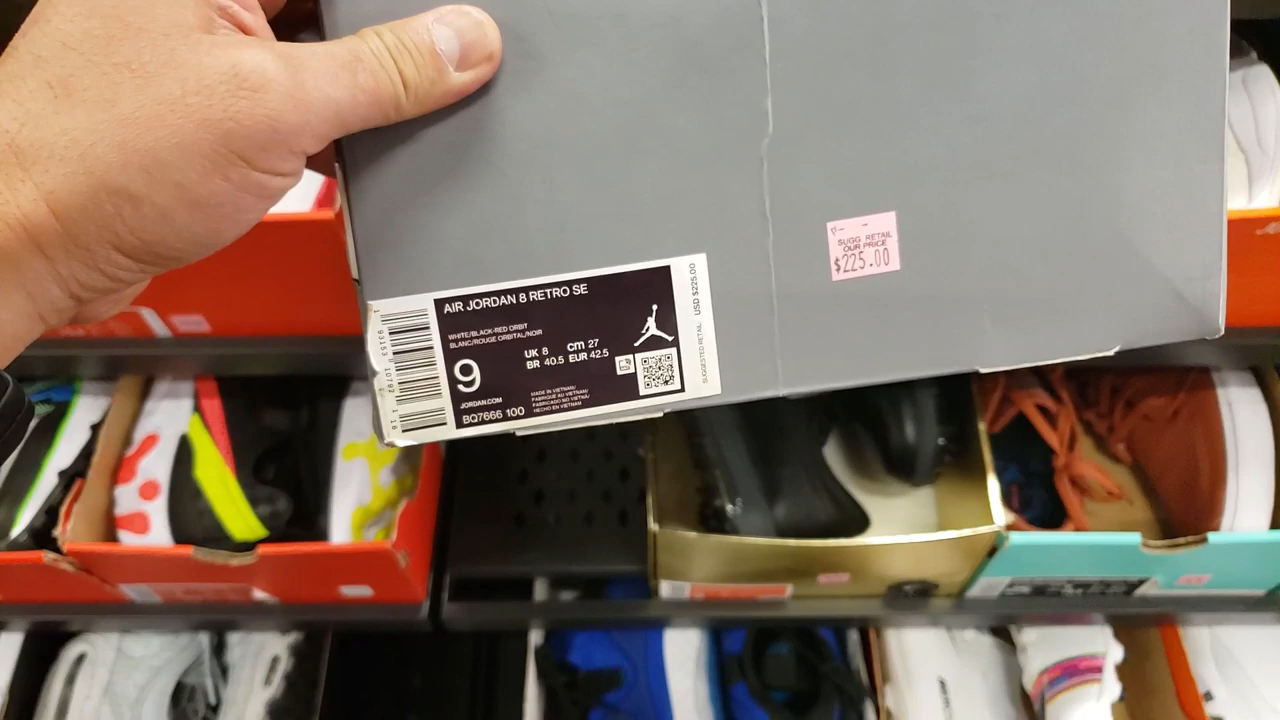 SUGG RETAIL
OUR PRICE
$225.00
AIR JORDAN 8 RETRO SE
WHITE/BLACK-RED ORBIT
BLANC/ROUGE ORBITAL/NOIR
9
UK 8 cm 27
BR 40.5 EUR 42.5
JORDAN.COM
BQ7666 100
MADE IN VIETNAM/
FABRIQUÉ AU VIETNAM/
FABRICADO NO VIETNÃ/
HECHO EN VIETNAM
SUGGESTED RETAIL USD $225.00